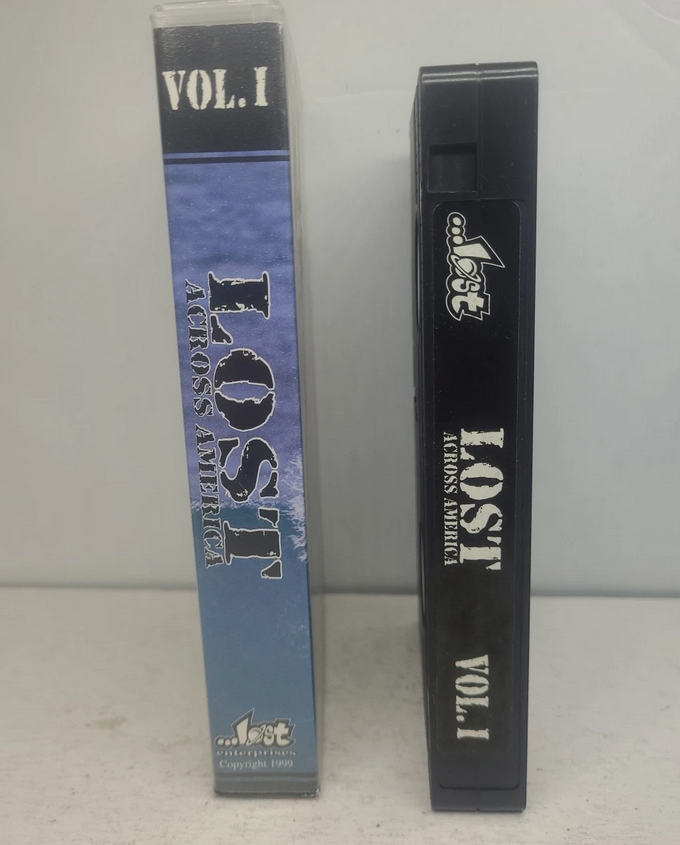 VOL. I
LOST
ACROSS AMERICA
...lost
enterprises
Copyright 1999
...lost
LOST
ACROSS AMERICA
VOL. I